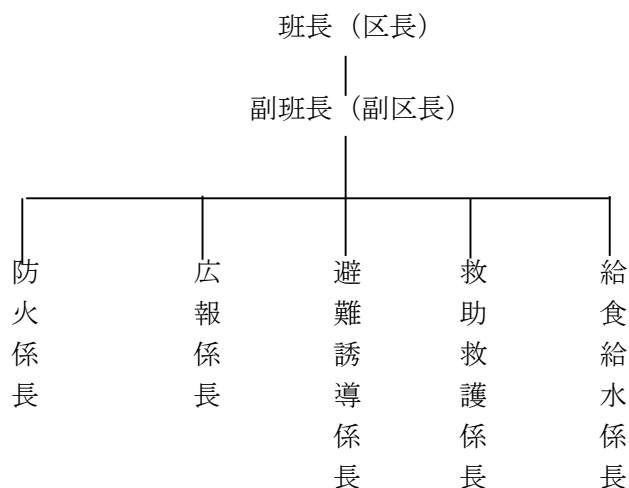 班長（区長）
副班長（副区長）
防火係長
広報係長
避難誘導係長
救助救護係長
給食給水係長